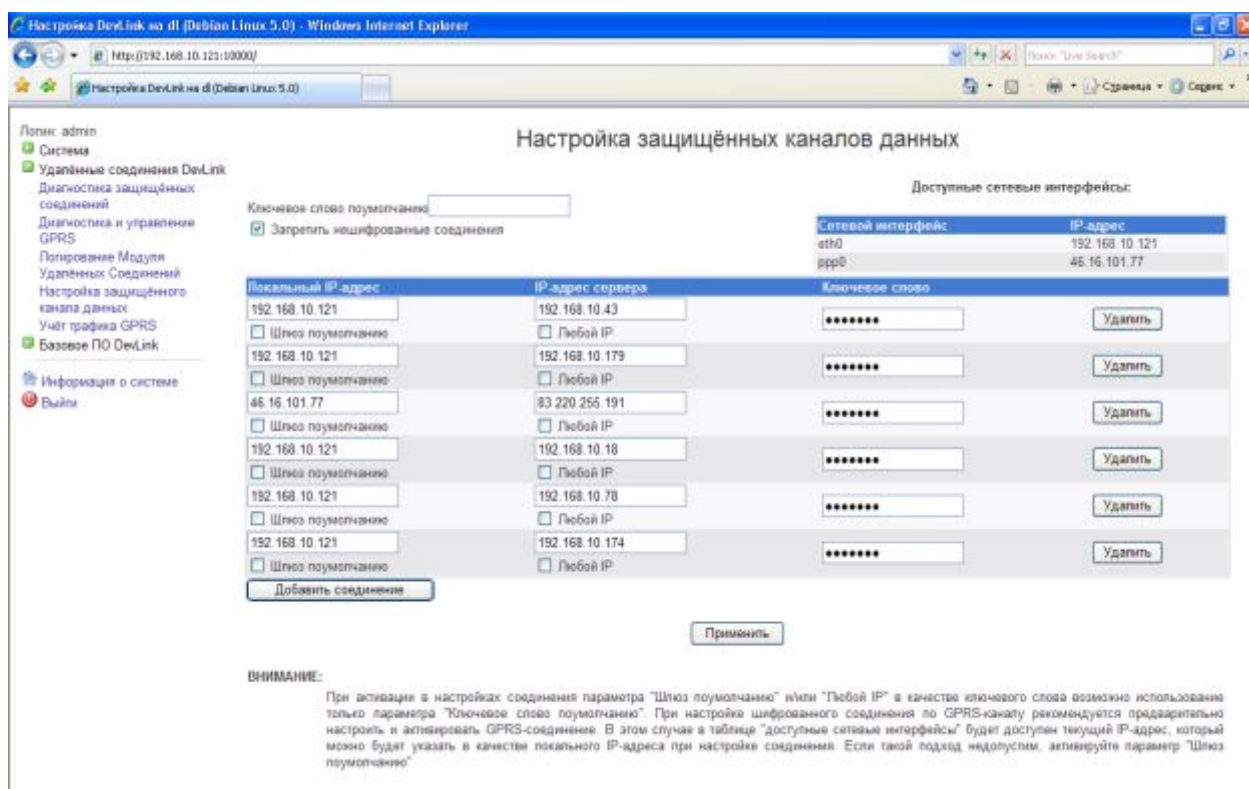 Настройка DevLink на dl (Debian Linux 5.0) - Windows Internet Explorer
http://192.168.10.121:10000/
Поиск "Live Search"
Настройка DevLink на dl (Debian Linux 5.0)
Страница
Сервис
Логин: admin
Система
Удалённые соединения DevLink
Диагностика защищённых
соединений
Диагностика и управление
GPRS
Логирование Модуля
Удалённых Соединений
Настройка защищённого
канала данных
Учёт трафика GPRS
Базовое ПО DevLink
Информация о системе
Выйти
Настройка защищённых каналов данных
Ключевое слово поумолчанию
Запретить нешифрованные соединения
Доступные сетевые интерфейсы:
Сетевой интерфейс IP-адрес
eth0 192.168.10.121
ppp0 46.16.101.77
Локальный IP-адрес IP-адрес сервера Ключевое слово
192.168.10.121 192.168.10.43 ••••••• Удалить
Шлюз поумолчанию Любой IP
192.168.10.121 192.168.10.179 ••••••• Удалить
Шлюз поумолчанию Любой IP
46.16.101.77 83.220.255.191 ••••••• Удалить
Шлюз поумолчанию Любой IP
192.168.10.121 192.168.10.18 ••••••• Удалить
Шлюз поумолчанию Любой IP
192.168.10.121 192.168.10.78 ••••••• Удалить
Шлюз поумолчанию Любой IP
192.168.10.121 192.168.10.174 ••••••• Удалить
Шлюз поумолчанию Любой IP
Добавить соединение
Применить
ВНИМАНИЕ:
При активации в настройках соединения параметра "Шлюз поумолчанию" и/или "Любой IP" в качестве ключевого слова возможно использование
только параметра "Ключевое слово поумолчанию". При настройке шифрованного соединения по GPRS-каналу рекомендуется предварительно
настроить и активировать GPRS-соединение. В этом случае в таблице "доступные сетевые интерфейсы" будет доступен текущий IP-адрес, который
можно будет указать в качестве локального IP-адреса при настройке соединения. Если такой подход недопустим, активируйте параметр "Шлюз
поумолчанию"